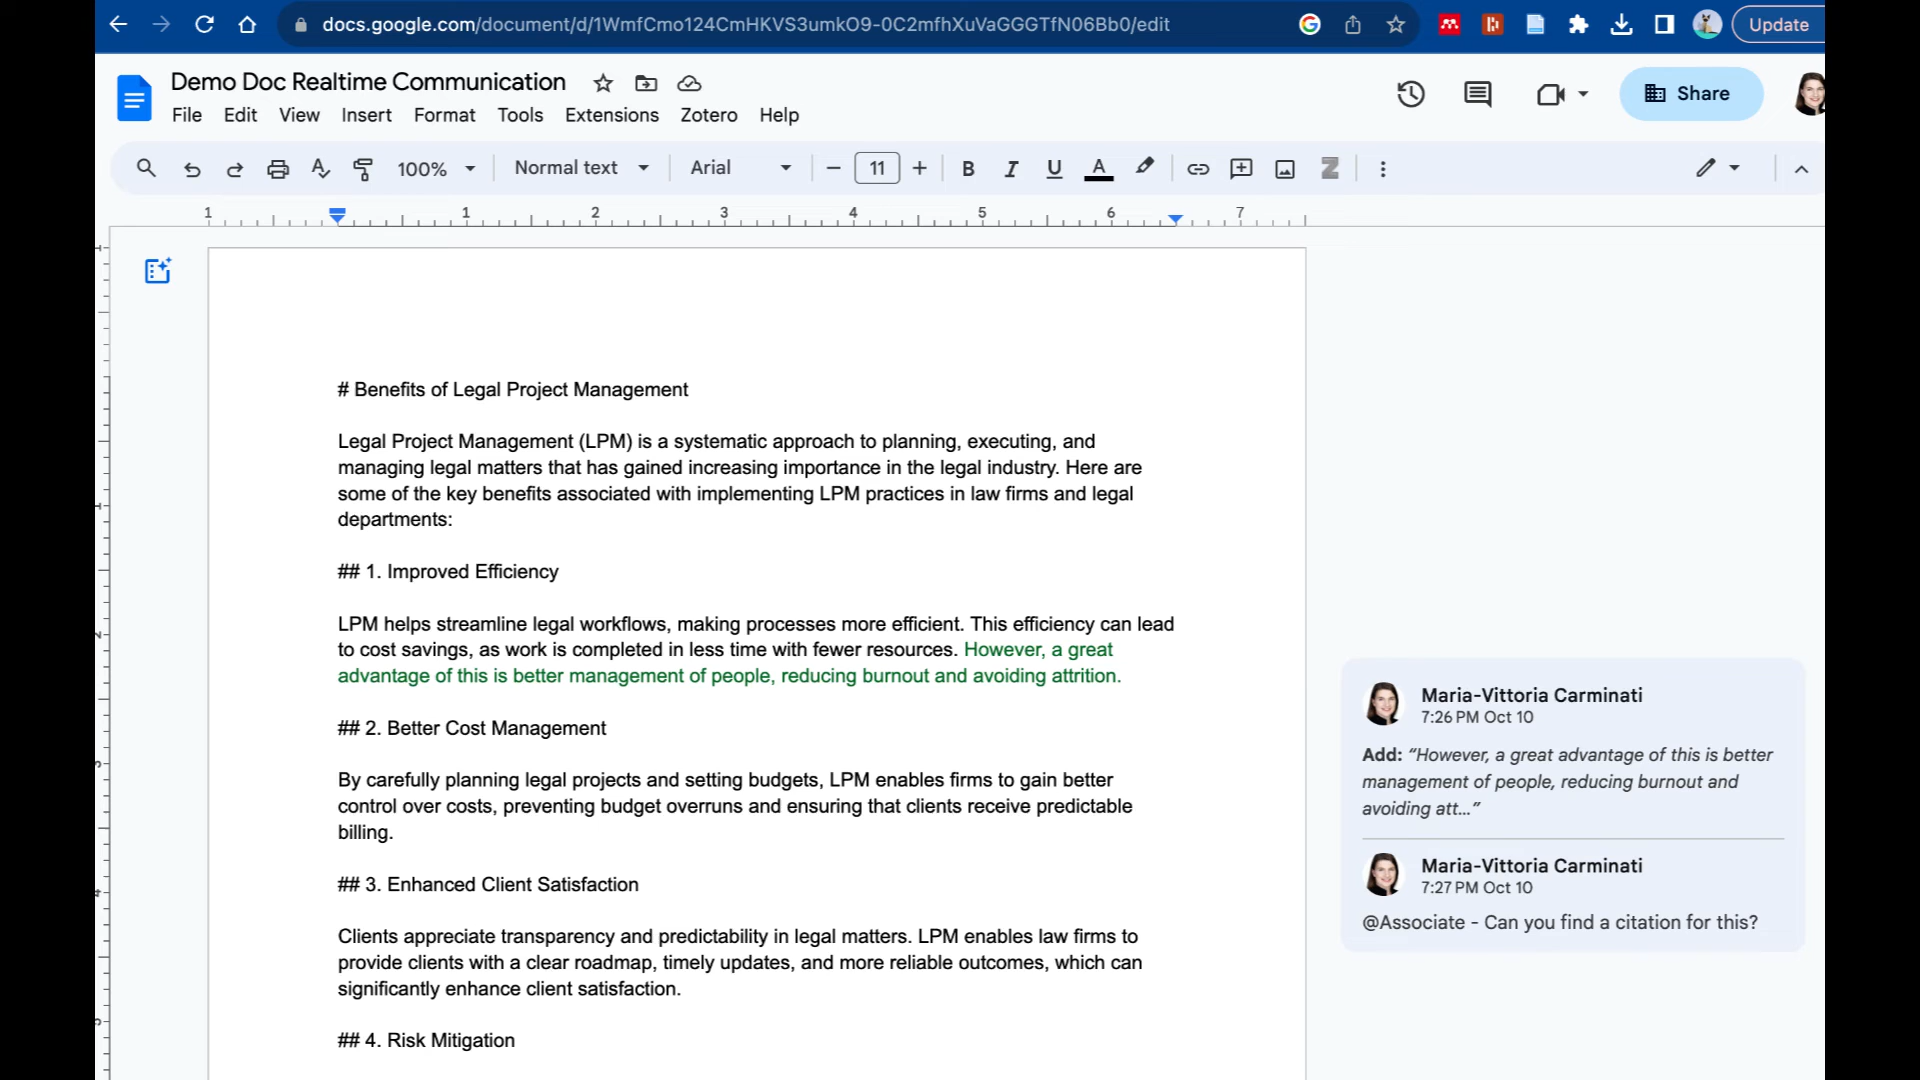 docs.google.com/document/d/1WmfCmo124CmHKVS3umkO9-0C2mfhXuVaGGGTfN06Bb0/edit
Update
Demo Doc Realtime Communication
File Edit View Insert Format Tools Extensions Zotero Help
Share
100% Normal text Arial 11
1 1 2 3 4 5 6 7
# Benefits of Legal Project Management
Legal Project Management (LPM) is a systematic approach to planning, executing, and
managing legal matters that has gained increasing importance in the legal industry. Here are
some of the key benefits associated with implementing LPM practices in law firms and legal
departments:
## 1. Improved Efficiency
LPM helps streamline legal workflows, making processes more efficient. This efficiency can lead
to cost savings, as work is completed in less time with fewer resources. However, a great
advantage of this is better management of people, reducing burnout and avoiding attrition.
## 2. Better Cost Management
By carefully planning legal projects and setting budgets, LPM enables firms to gain better
control over costs, preventing budget overruns and ensuring that clients receive predictable
billing.
## 3. Enhanced Client Satisfaction
Clients appreciate transparency and predictability in legal matters. LPM enables law firms to
provide clients with a clear roadmap, timely updates, and more reliable outcomes, which can
significantly enhance client satisfaction.
## 4. Risk Mitigation
Maria-Vittoria Carminati
7:26 PM Oct 10
Add: “However, a great advantage of this is better
management of people, reducing burnout and
avoiding att...”
Maria-Vittoria Carminati
7:27 PM Oct 10
@Associate - Can you find a citation for this?